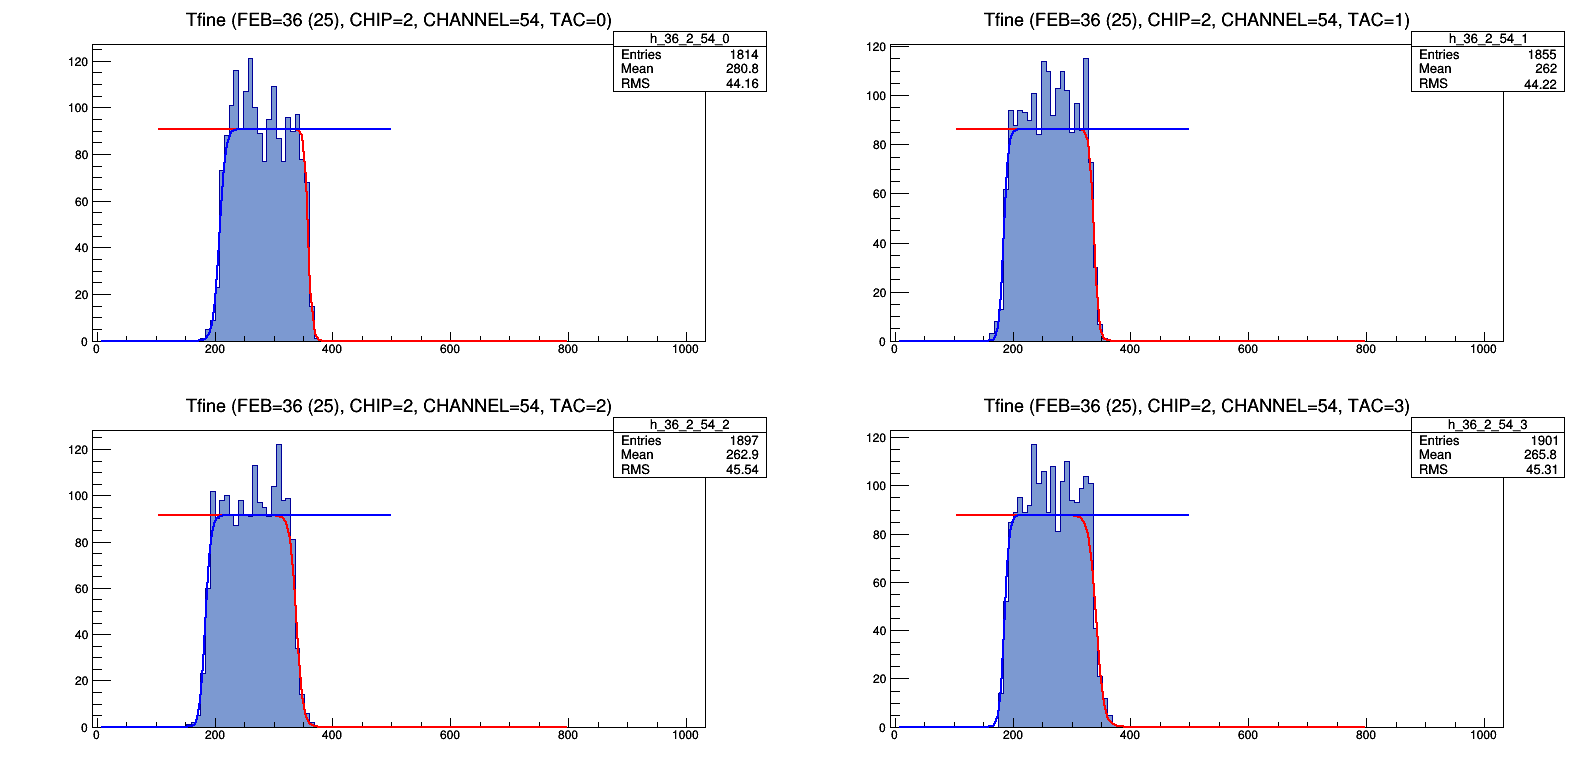 Tfine (FEB=36 (25), CHIP=2, CHANNEL=54, TAC=0)
h_36_2_54_0
Entries 1814
Mean 280.8
RMS 44.16
120
100
80
60
40
20
0
0 200 400 600 800 1000
Tfine (FEB=36 (25), CHIP=2, CHANNEL=54, TAC=1)
h_36_2_54_1
Entries 1855
Mean 262
RMS 44.22
120
100
80
60
40
20
0
0 200 400 600 800 1000
Tfine (FEB=36 (25), CHIP=2, CHANNEL=54, TAC=2)
h_36_2_54_2
Entries 1897
Mean 262.9
RMS 45.54
120
100
80
60
40
20
0
0 200 400 600 800 1000
Tfine (FEB=36 (25), CHIP=2, CHANNEL=54, TAC=3)
h_36_2_54_3
Entries 1901
Mean 265.8
RMS 45.31
120
100
80
60
40
20
0
0 200 400 600 800 1000